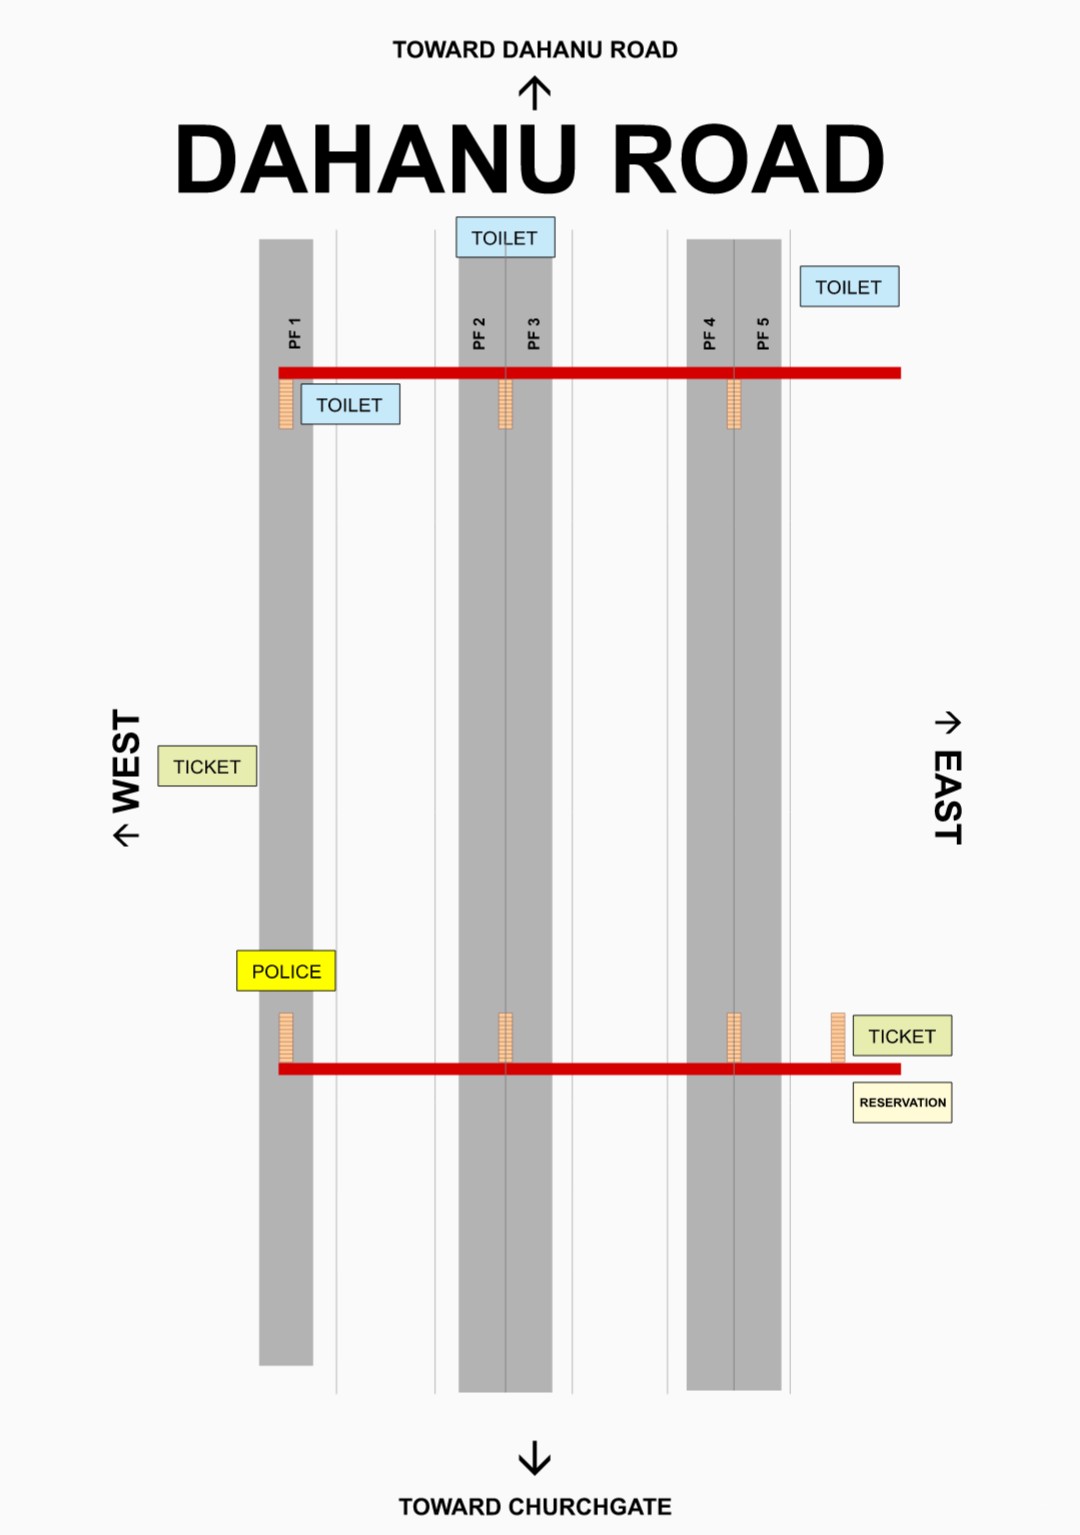 TOWARD DAHANU ROAD
↑
DAHANU ROAD
TOILET
TOILET
PF 1
PF 2
PF 3
PF 4
PF 5
TOILET
← WEST
TICKET
→ EAST
POLICE
TICKET
RESERVATION
↓
TOWARD CHURCHGATE